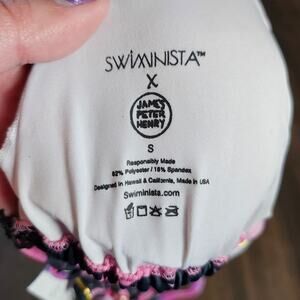 SWIMINISTA™
X
JAMES
PETER
HENRY
S
Responsibly Made
82% Polyester / 18% Spandex
Designed in Hawaii & California, Made in USA
Swiminista.com